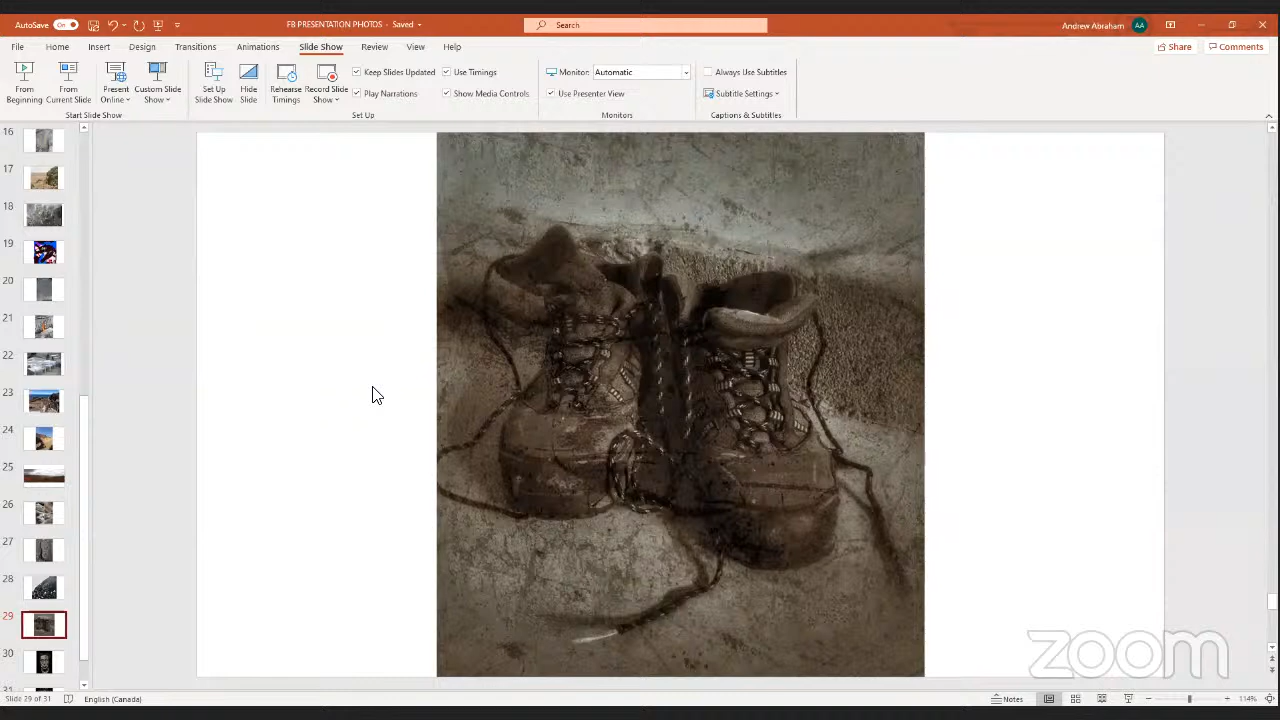 AutoSave On FB PRESENTATION PHOTOS - Saved Search Andrew Abraham AA
File Home Insert Design Transitions Animations Slide Show Review View Help Share Comments
From Beginning
From Current Slide
Present Online
Custom Slide Show
Start Slide Show
Set Up Slide Show
Hide Slide
Rehearse Timings
Record Slide Show
Keep Slides Updated
Play Narrations
Use Timings
Show Media Controls
Set Up
Monitor: Automatic
Use Presenter View
Monitors
Always Use Subtitles
Subtitle Settings
Captions & Subtitles
16
17
18
19
20
21
22
23
24
25
26
27
28
29
30
31
zoom
Slide 29 of 31 English (Canada) Notes 114%